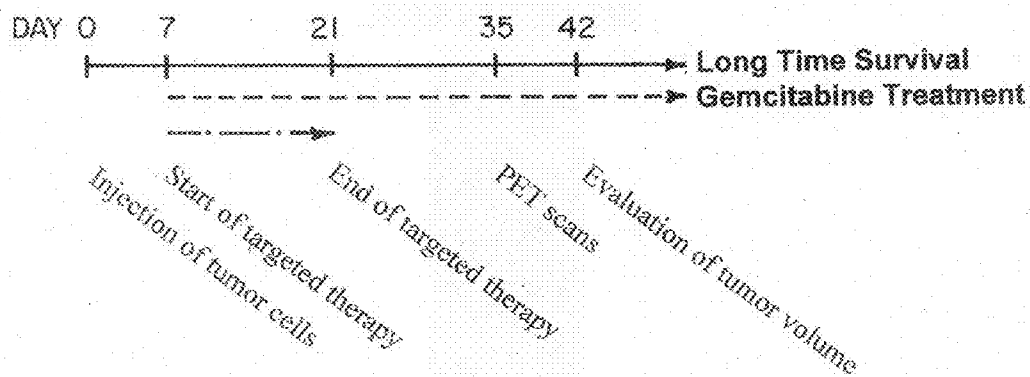 DAY 0 7 21 35 42
Long Time Survival
Gemcitabine Treatment
Injection of tumor cells
Start of targeted therapy
End of targeted therapy
PET scans
Evaluation of tumor volume